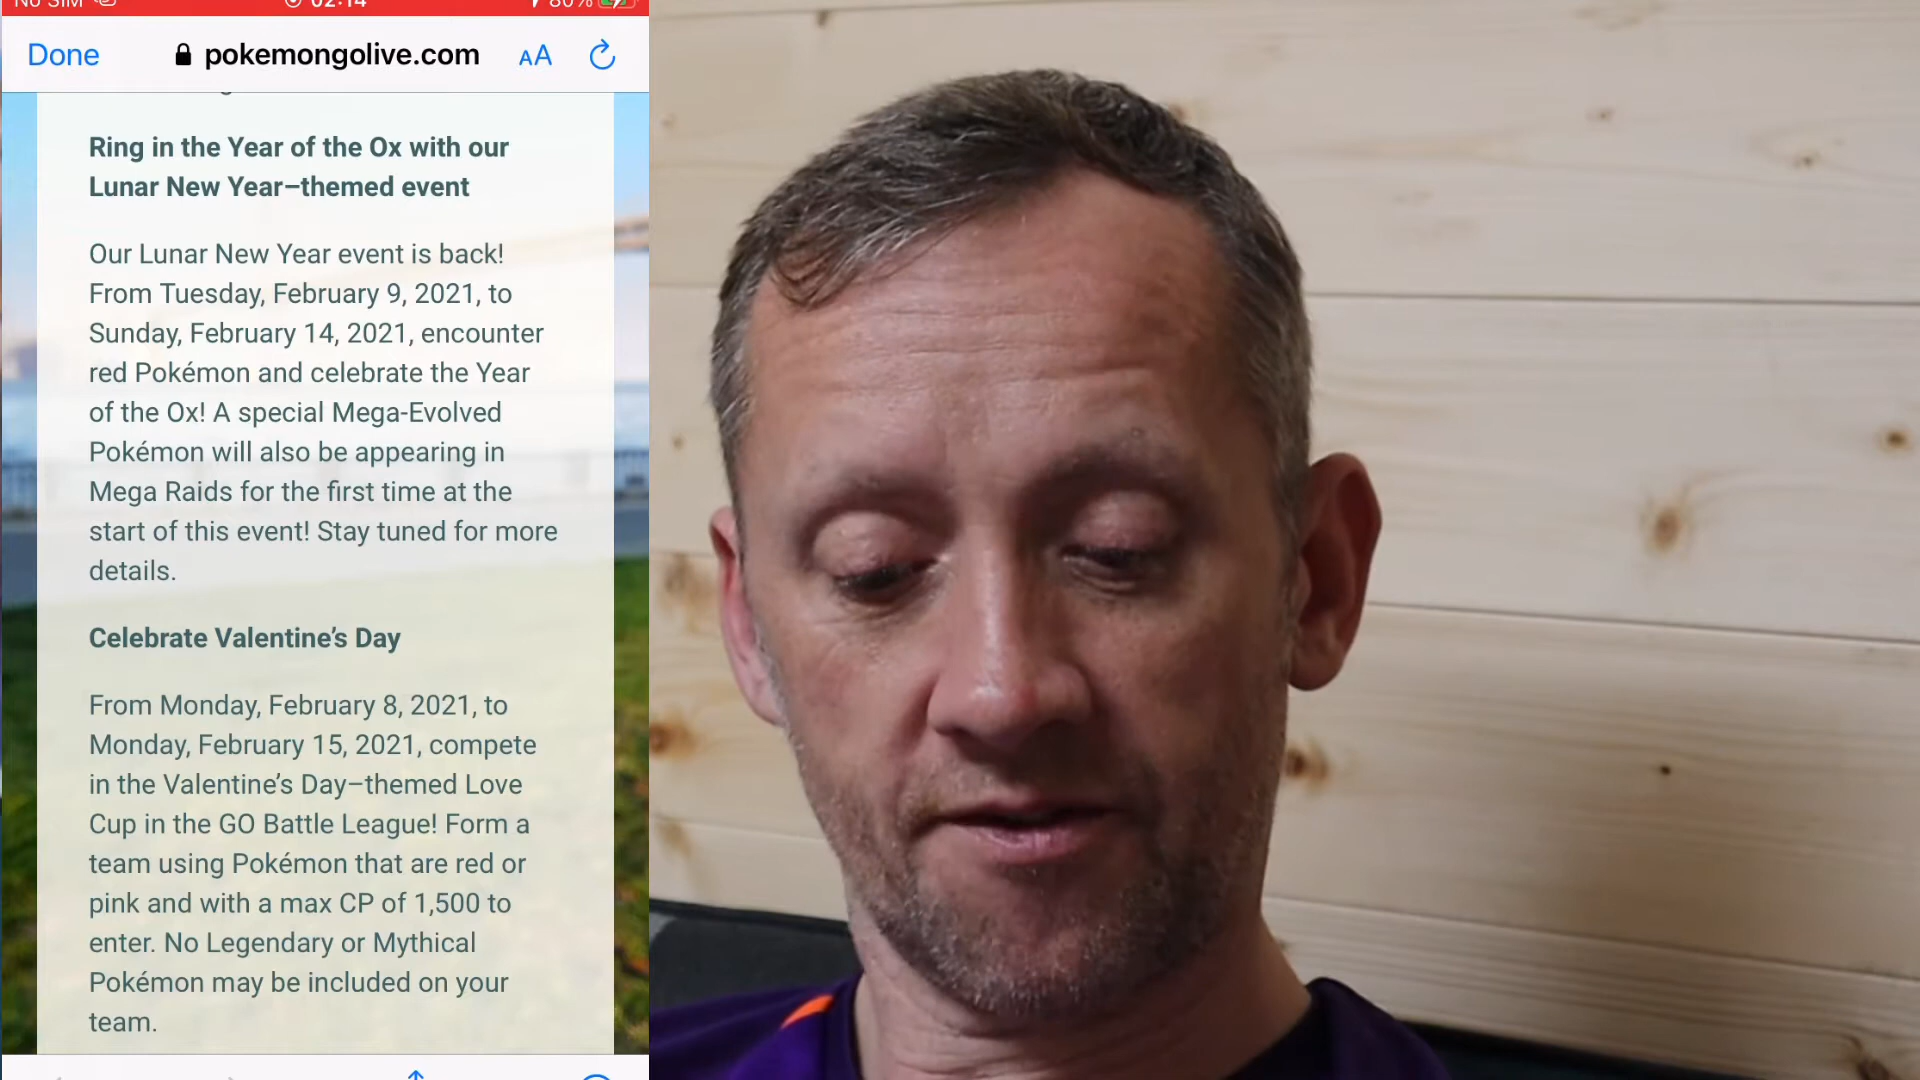 No SIM
02:14
80%
Done
pokemongolive.com
AA
Ring in the Year of the Ox with our
Lunar New Year–themed event
Our Lunar New Year event is back!
From Tuesday, February 9, 2021, to
Sunday, February 14, 2021, encounter
red Pokémon and celebrate the Year
of the Ox! A special Mega-Evolved
Pokémon will also be appearing in
Mega Raids for the first time at the
start of this event! Stay tuned for more
details.
Celebrate Valentine’s Day
From Monday, February 8, 2021, to
Monday, February 15, 2021, compete
in the Valentine’s Day–themed Love
Cup in the GO Battle League! Form a
team using Pokémon that are red or
pink and with a max CP of 1,500 to
enter. No Legendary or Mythical
Pokémon may be included on your
team.